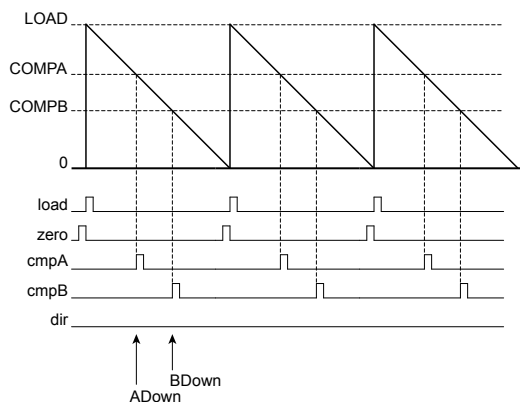 LOAD
COMPA
COMPB
0
load
zero
cmpA
cmpB
dir
BDown
ADown